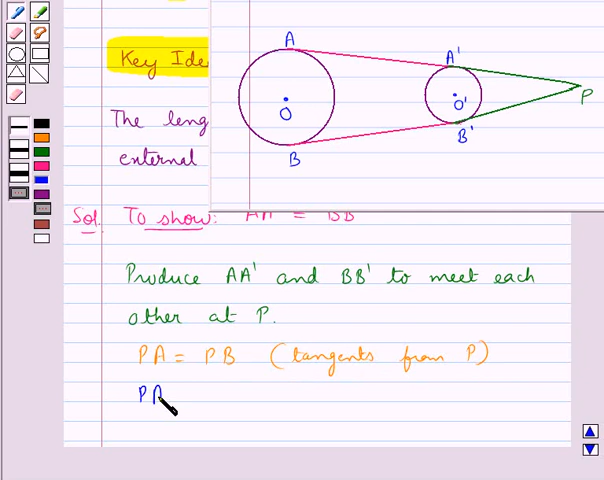 Key Ide
A
A'
O
O'
P
B
B'
The leng
external
Sol. To show: AA' = BB'
Produce AA' and BB' to meet each
other at P.
PA = PB (tangents from P)
PA